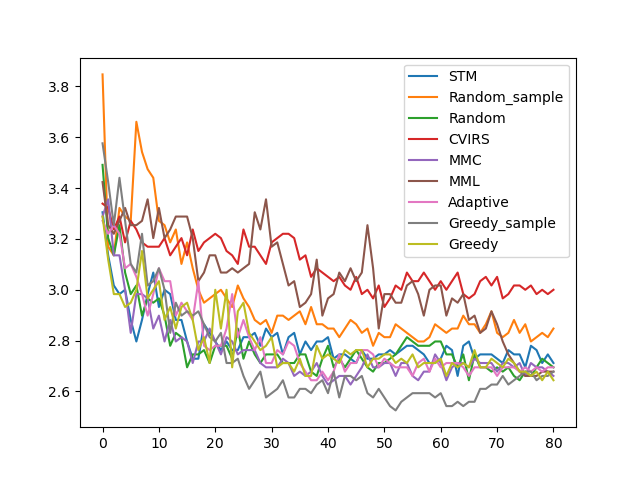 3.8
3.6
3.4
3.2
3.0
2.8
2.6
0 10 20 30 40 50 60 70 80
STM
Random_sample
Random
CVIRS
MMC
MML
Adaptive
Greedy_sample
Greedy